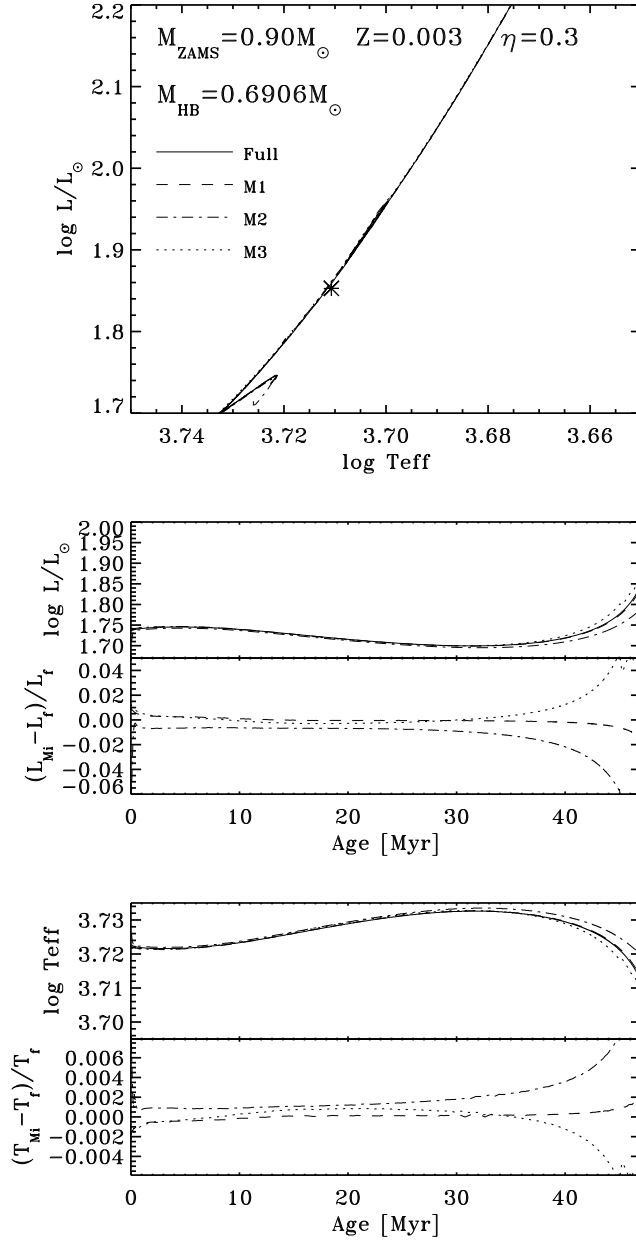 2.2
M_ZAMS=0.90M☉ Z=0.003 η=0.3
2.1
M_HB=0.6906M☉
Full
2.0
M1
M2
1.9
M3
1.8
1.7
log L/L☉
3.74 3.72 3.70 3.68 3.66
log Teff
2.00
1.95
1.90
1.85
1.80
1.75
1.70
log L/L☉
0.04
0.02
0.00
−0.02
−0.04
−0.06
(L_Mi−L_f)/L_f
0 10 20 30 40
Age [Myr]
3.73
3.72
3.71
3.70
log Teff
0.006
0.004
0.002
0.000
−0.002
−0.004
(T_Mi−T_f)/T_f
0 10 20 30 40
Age [Myr]